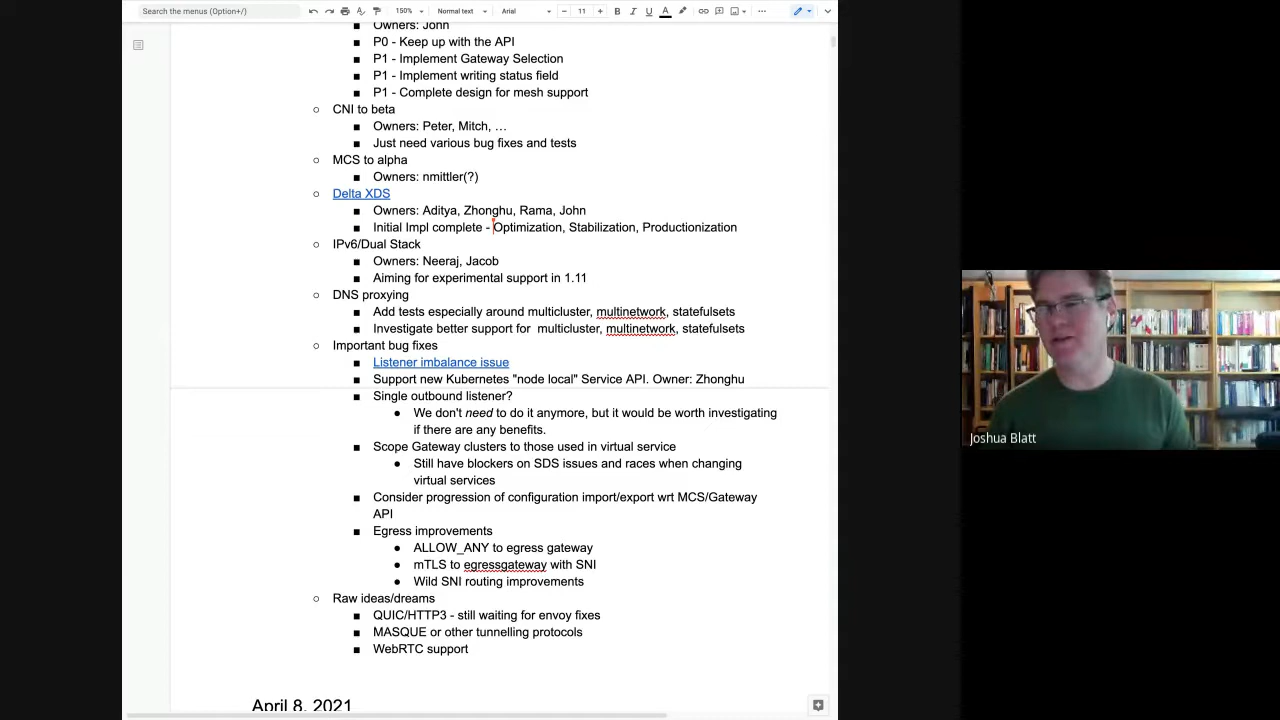 Search the menus (Option+/)
150%
Normal text
Arial
− 11 +
B I U A
Owners: John
■ P0 - Keep up with the API
■ P1 - Implement Gateway Selection
■ P1 - Implement writing status field
■ P1 - Complete design for mesh support
○ CNI to beta
■ Owners: Peter, Mitch, …
■ Just need various bug fixes and tests
○ MCS to alpha
■ Owners: nmittler(?)
○ Delta XDS
■ Owners: Aditya, Zhonghu, Rama, John
■ Initial Impl complete - Optimization, Stabilization, Productionization
○ IPv6/Dual Stack
■ Owners: Neeraj, Jacob
■ Aiming for experimental support in 1.11
○ DNS proxying
■ Add tests especially around multicluster, multinetwork, statefulsets
■ Investigate better support for  multicluster, multinetwork, statefulsets
○ Important bug fixes
■ Listener imbalance issue
■ Support new Kubernetes "node local" Service API. Owner: Zhonghu
■ Single outbound listener?
● We don't need to do it anymore, but it would be worth investigating
if there are any benefits.
■ Scope Gateway clusters to those used in virtual service
● Still have blockers on SDS issues and races when changing
virtual services
■ Consider progression of configuration import/export wrt MCS/Gateway
API
■ Egress improvements
● ALLOW_ANY to egress gateway
● mTLS to egressgateway with SNI
● Wild SNI routing improvements
○ Raw ideas/dreams
■ QUIC/HTTP3 - still waiting for envoy fixes
■ MASQUE or other tunnelling protocols
■ WebRTC support
April 8, 2021
Joshua Blatt